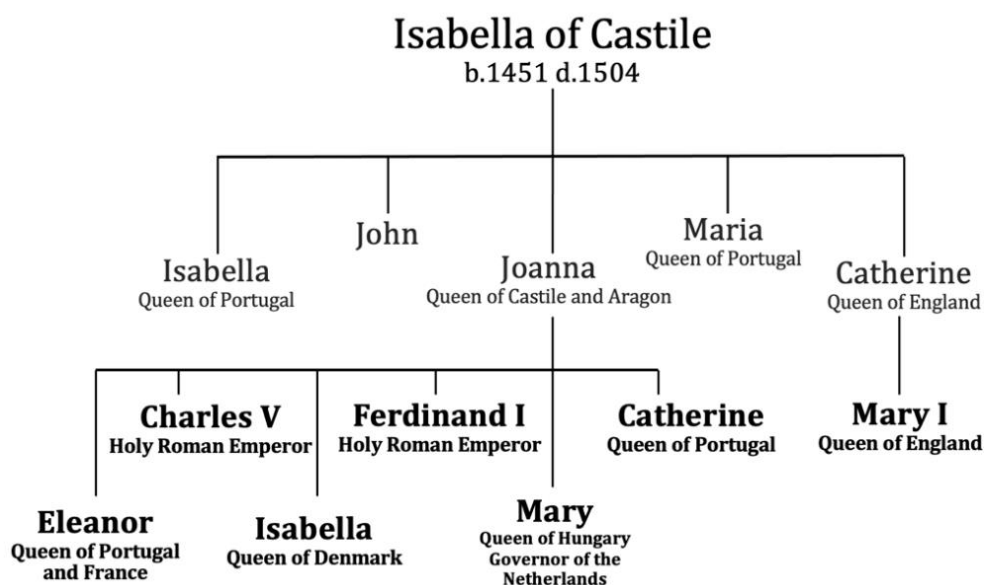 Isabella of Castile
b.1451 d.1504
Isabella
Queen of Portugal
John
Joanna
Queen of Castile and Aragon
Maria
Queen of Portugal
Catherine
Queen of England
Eleanor
Queen of Portugal
and France
Charles V
Holy Roman Emperor
Isabella
Queen of Denmark
Ferdinand I
Holy Roman Emperor
Mary
Queen of Hungary
Governor of the
Netherlands
Catherine
Queen of Portugal
Mary I
Queen of England